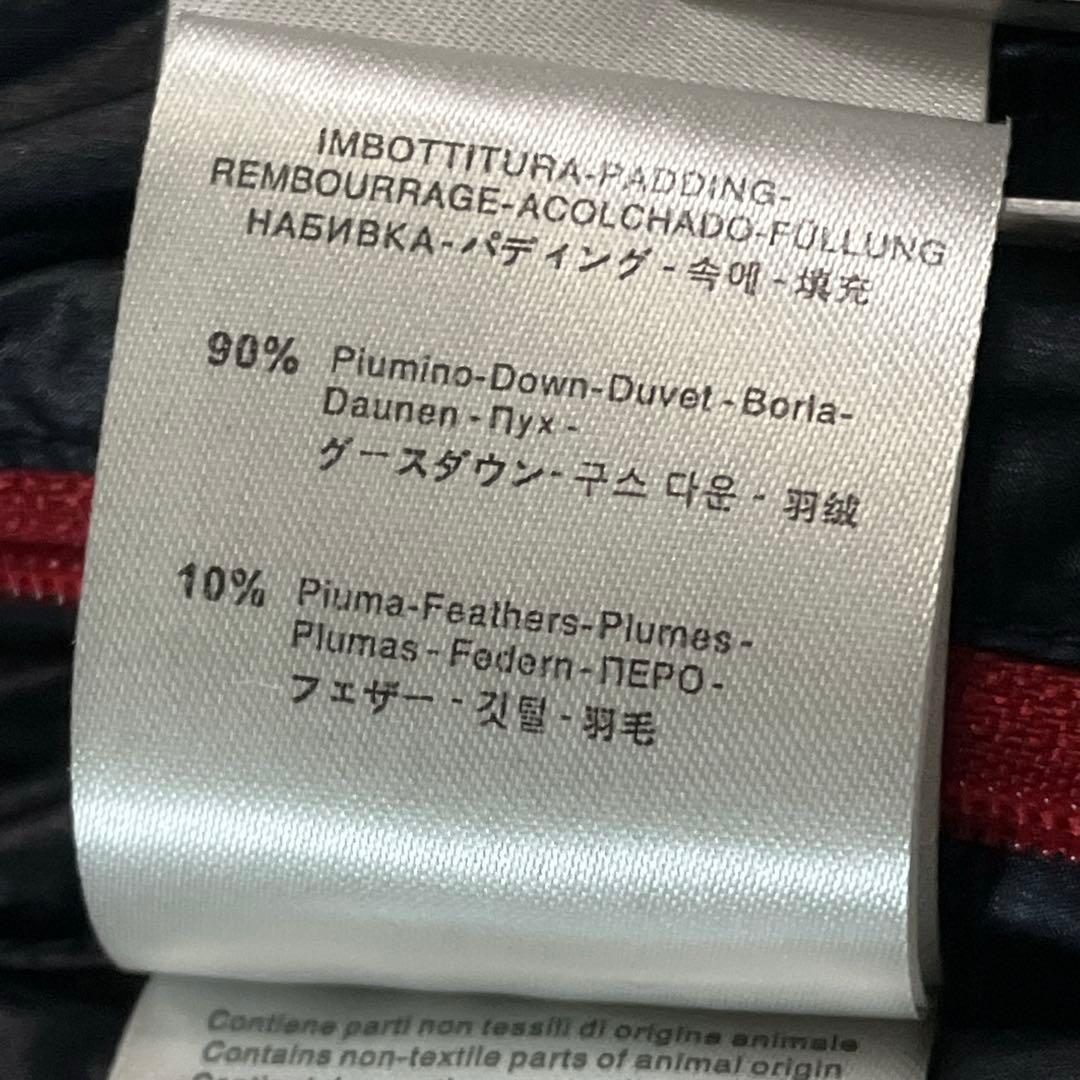 IMBOTTITURA-PADDING-
REMBOURRAGE-ACOLCHADO-FÜLLUNG
НАБИВКА-パディング - 속에 - 填充
90% Piumino-Down-Duvet - Borla-
Daunen - Пух -
グースダウン- 구스 다운 - 羽绒
10% Piuma-Feathers-Plumes -
Plumas - Federn - ПЕРО -
フェザー - 깃털 - 羽毛
Contiene parti non tessili di origine animale
Contains non-textile parts of animal origin